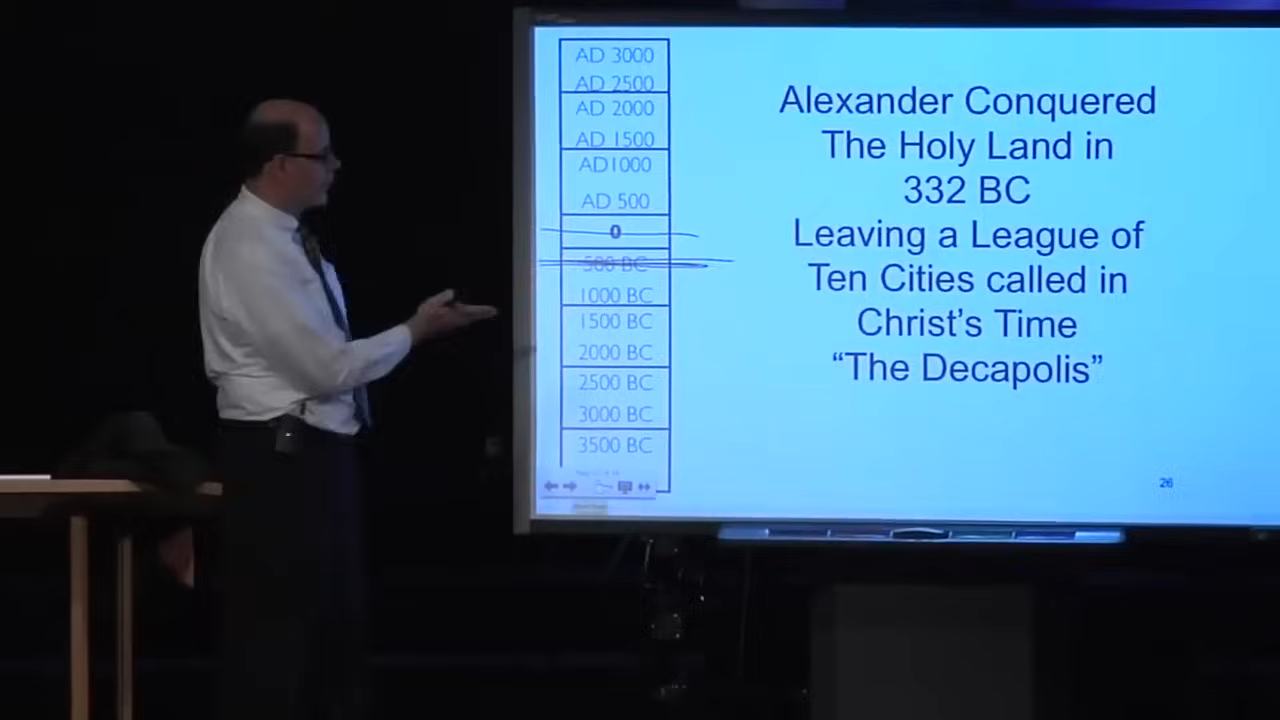 AD 3000
AD 2500
AD 2000
AD 1500
AD1000
AD 500
0
500 BC
1000 BC
1500 BC
2000 BC
2500 BC
3000 BC
3500 BC
Alexander Conquered
The Holy Land in
332 BC
Leaving a League of
Ten Cities called in
Christ's Time
“The Decapolis”
26